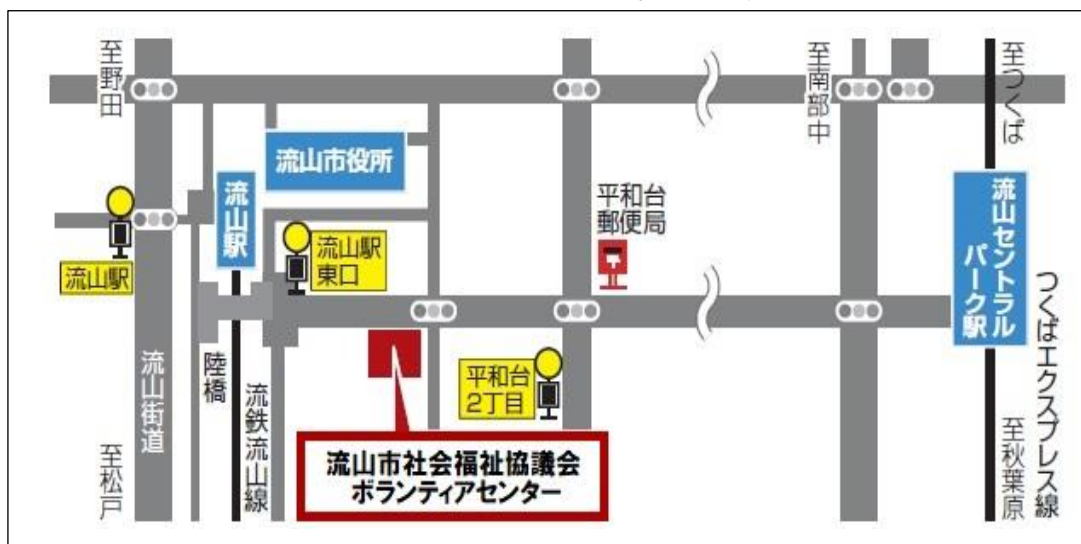 至野田
流山市役所
流山駅
流山駅
流山駅
東口
平和台
郵便局
至南部中
至つくば
流山セントラル
パーク駅
つくばエクスプレス線
至秋葉原
流山街道
至松戸
陸橋
流鉄流山線
平和台
2丁目
流山市社会福祉協議会
ボランティアセンター